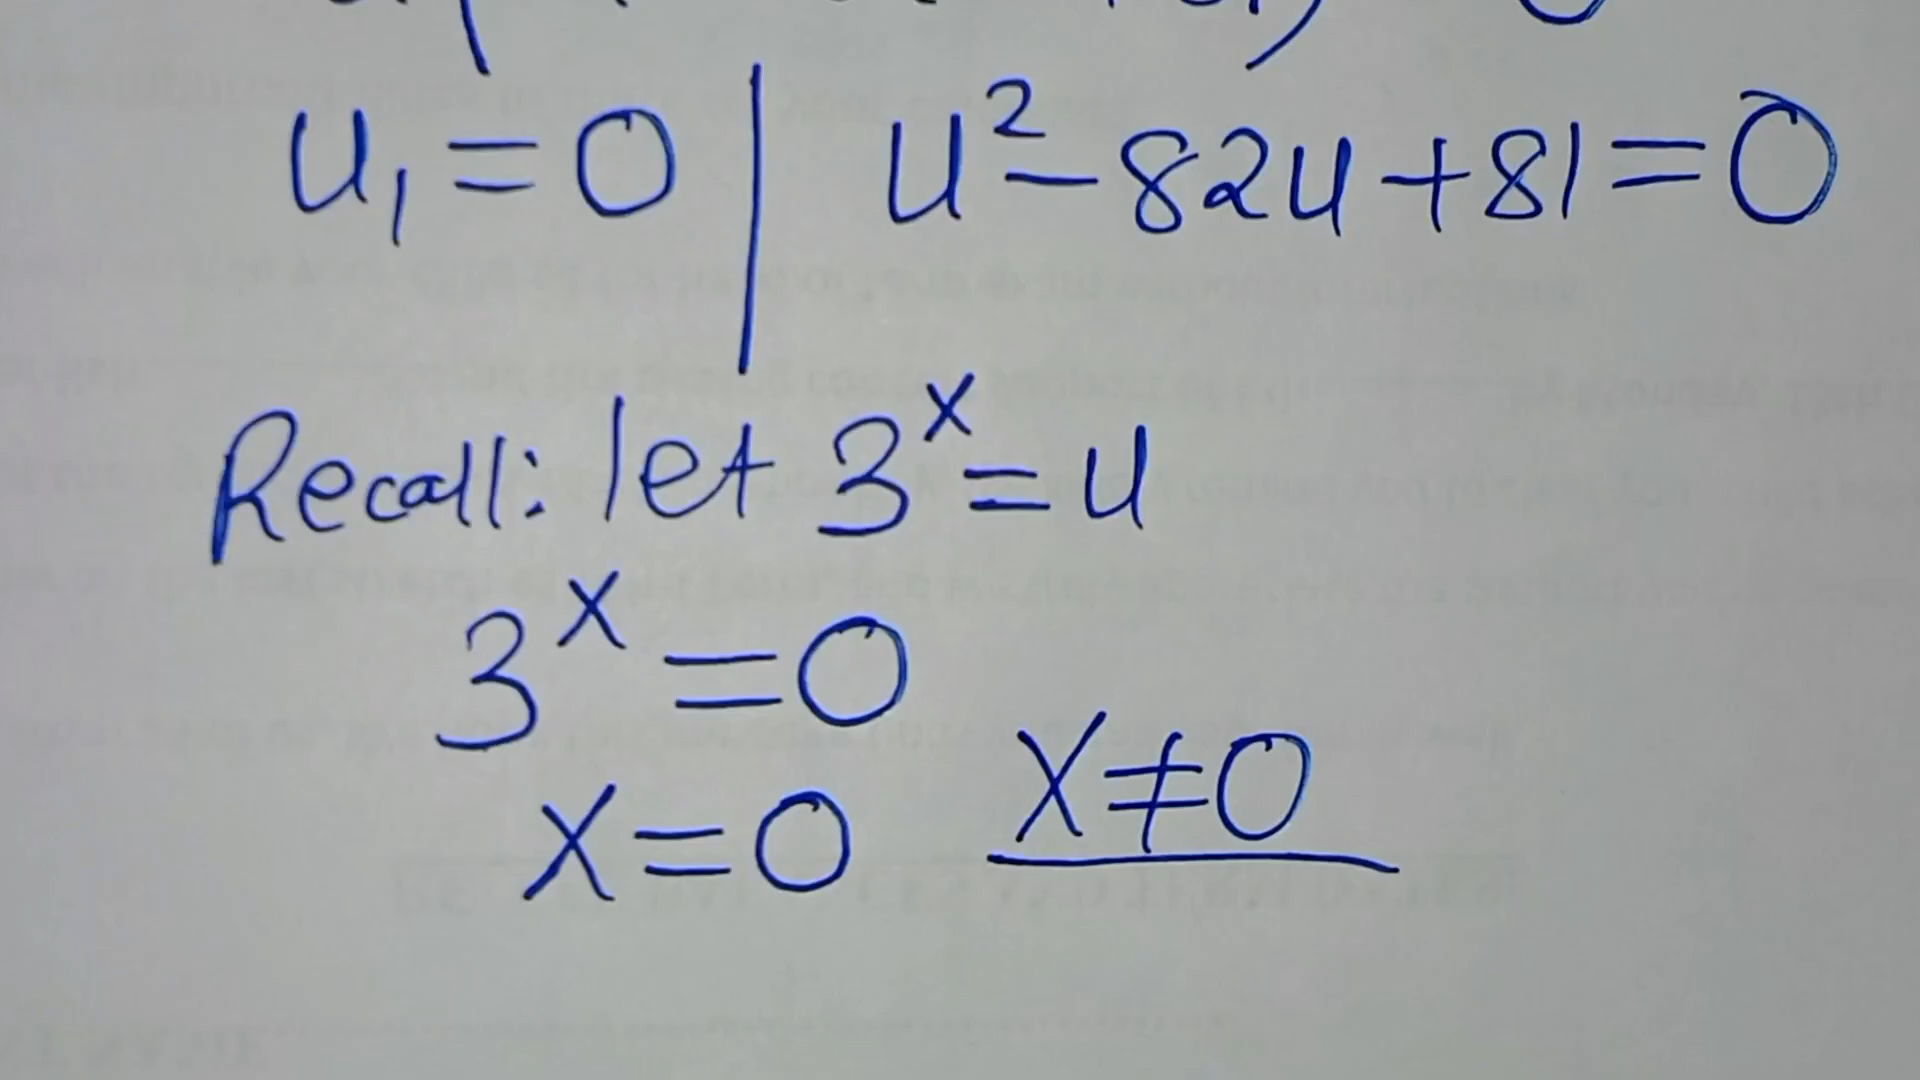 u₁ = 0 | u² - 82u + 81 = 0
Recall: let 3ˣ = u
3ˣ = 0
x = 0 x ≠ 0